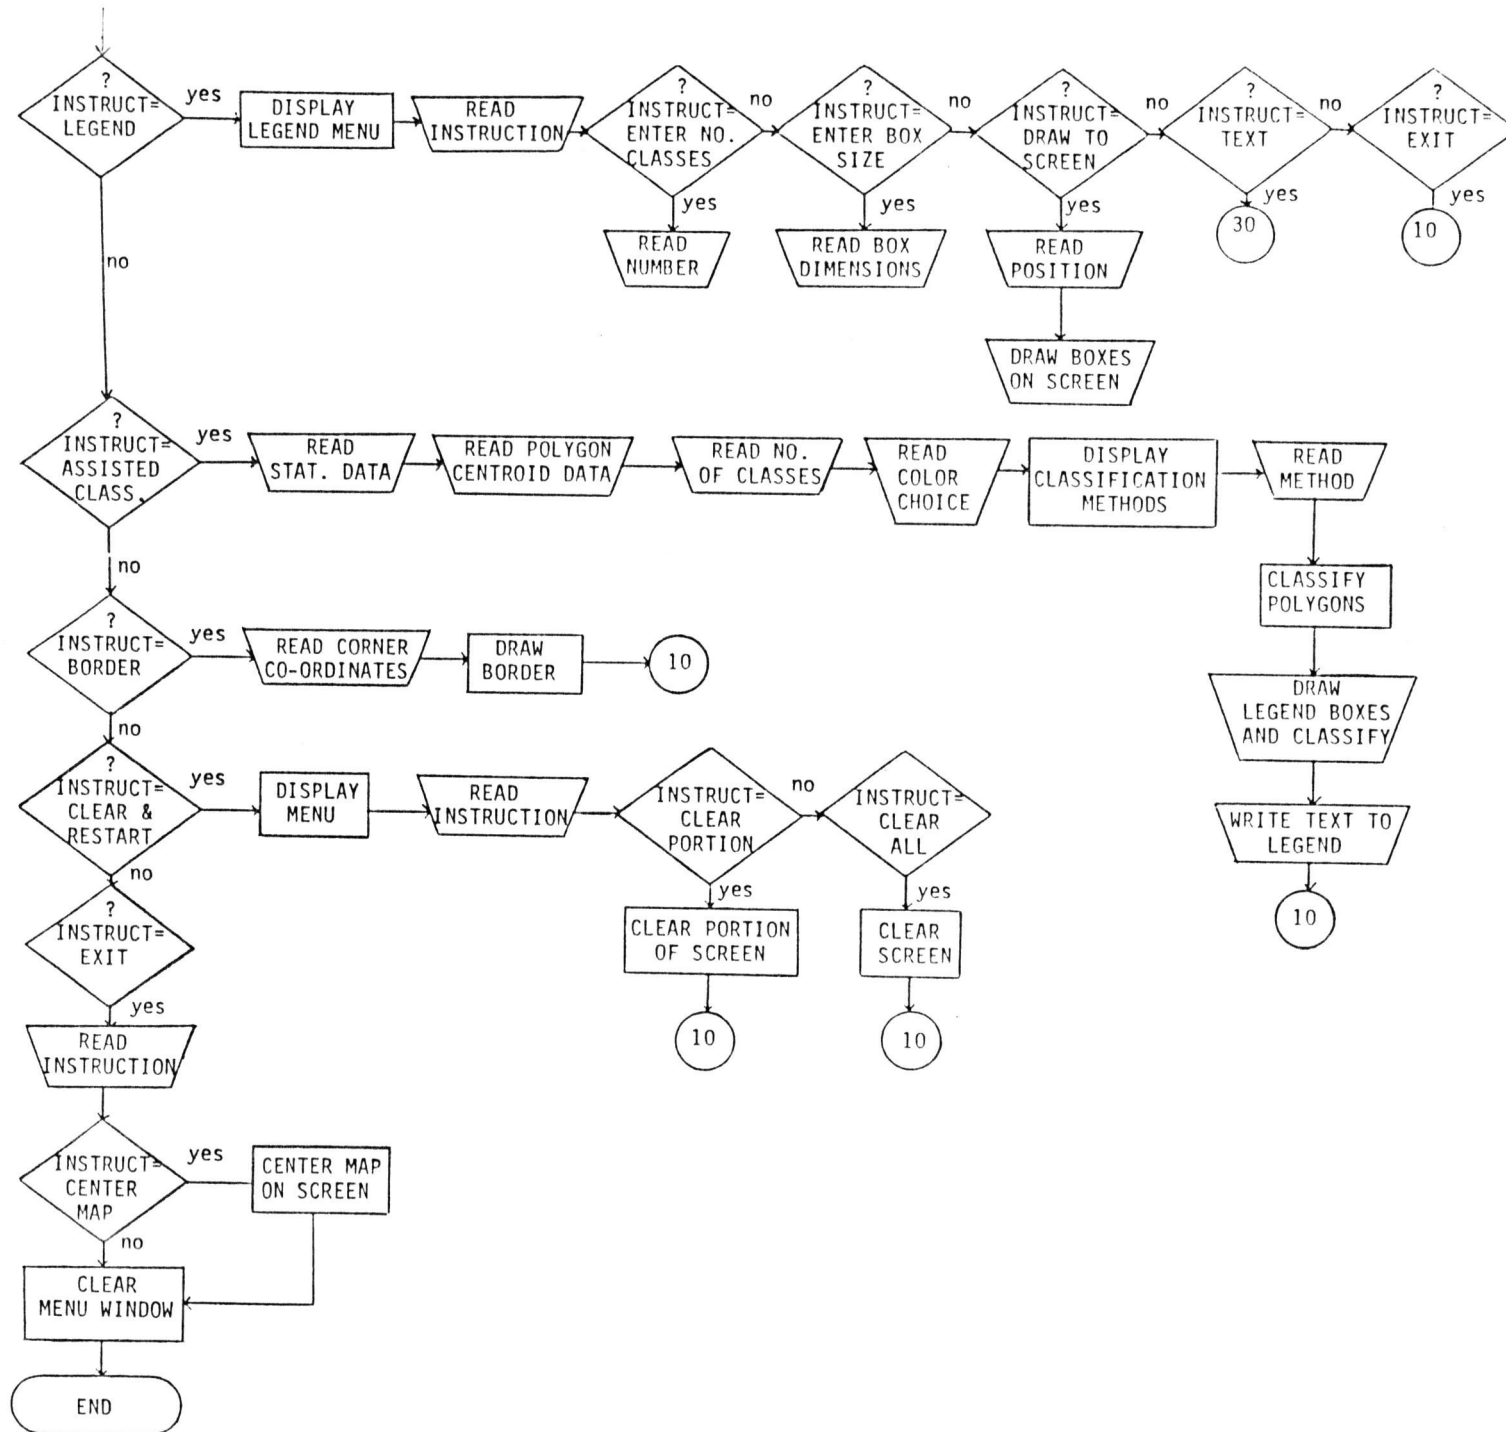 ?
INSTRUCT=
LEGEND
yes
DISPLAY
LEGEND MENU
READ
INSTRUCTION
?
INSTRUCT=
ENTER NO.
CLASSES
no
?
INSTRUCT=
ENTER BOX
SIZE
no
?
INSTRUCT=
DRAW TO
SCREEN
no
?
INSTRUCT=
TEXT
no
?
INSTRUCT=
EXIT
yes
READ
NUMBER
yes
READ BOX
DIMENSIONS
yes
READ
POSITION
DRAW BOXES
ON SCREEN
yes
30
yes
10
no
?
INSTRUCT=
ASSISTED
CLASS.
yes
READ
STAT. DATA
READ POLYGON
CENTROID DATA
READ NO.
OF CLASSES
READ
COLOR
CHOICE
DISPLAY
CLASSIFICATION
METHODS
READ
METHOD
CLASSIFY
POLYGONS
DRAW
LEGEND BOXES
AND CLASSIFY
WRITE TEXT TO
LEGEND
10
no
?
INSTRUCT=
BORDER
yes
READ CORNER
CO-ORDINATES
DRAW
BORDER
10
no
?
INSTRUCT=
CLEAR &
RESTART
yes
DISPLAY
MENU
READ
INSTRUCTION
INSTRUCT=
CLEAR
PORTION
no
INSTRUCT=
CLEAR
ALL
yes
CLEAR PORTION
OF SCREEN
10
yes
CLEAR
SCREEN
10
no
?
INSTRUCT=
EXIT
yes
READ
INSTRUCTION
INSTRUCT=
CENTER
MAP
yes
CENTER MAP
ON SCREEN
no
CLEAR
MENU WINDOW
END